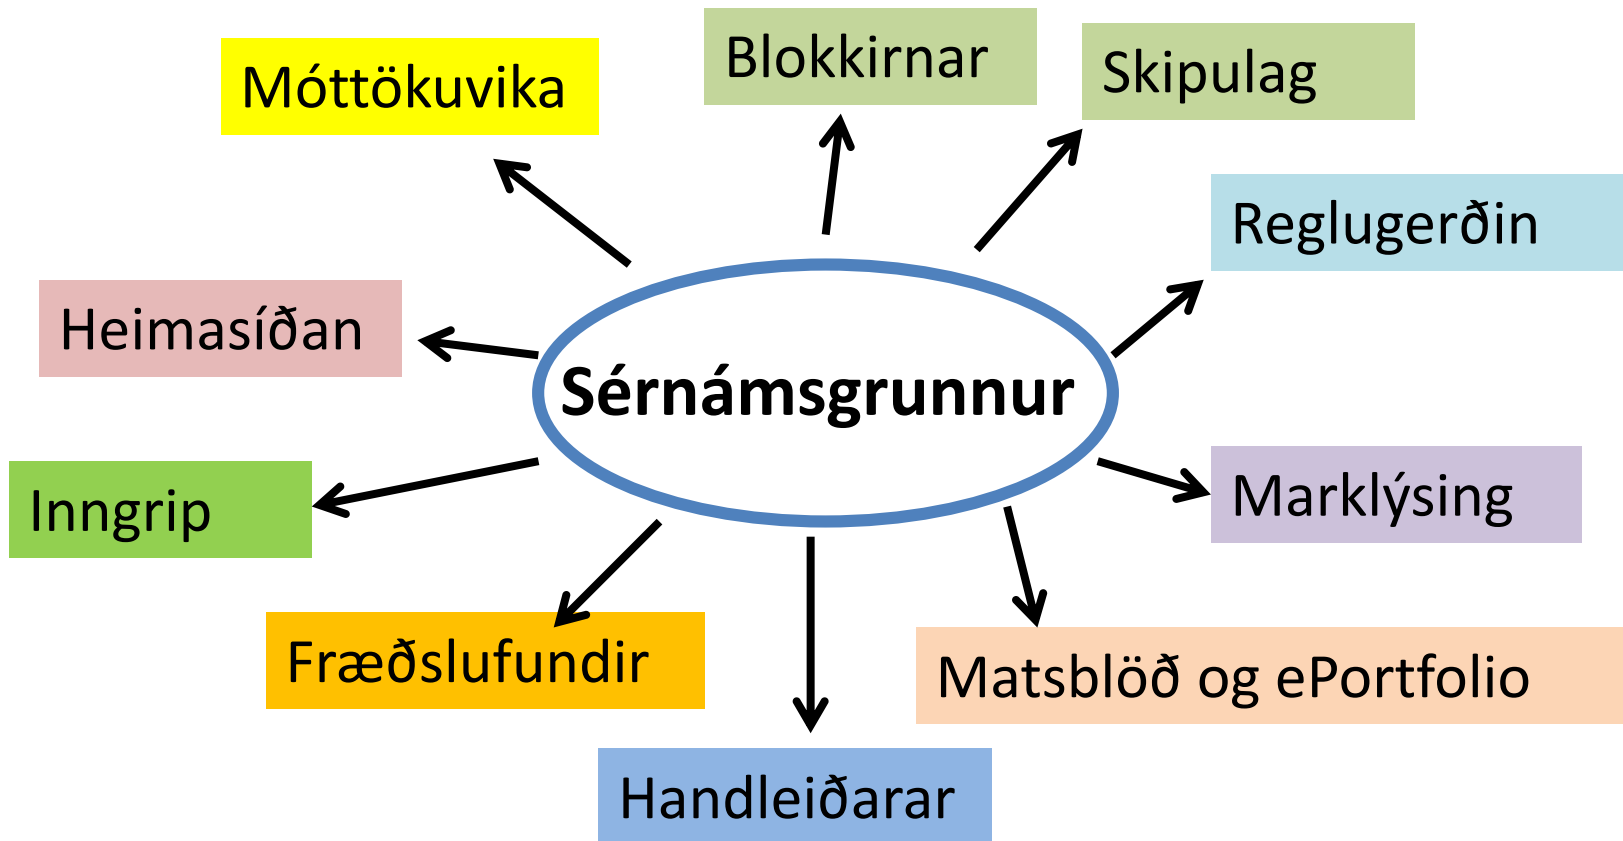 Móttökuvika
Blokkirnar
Skipulag
Reglugerðin
Heimasíðan
Sérnámsgrunnur
Inngrip
Marklýsing
Fræðslufundir
Matsblöð og ePortfolio
Handleiðarar